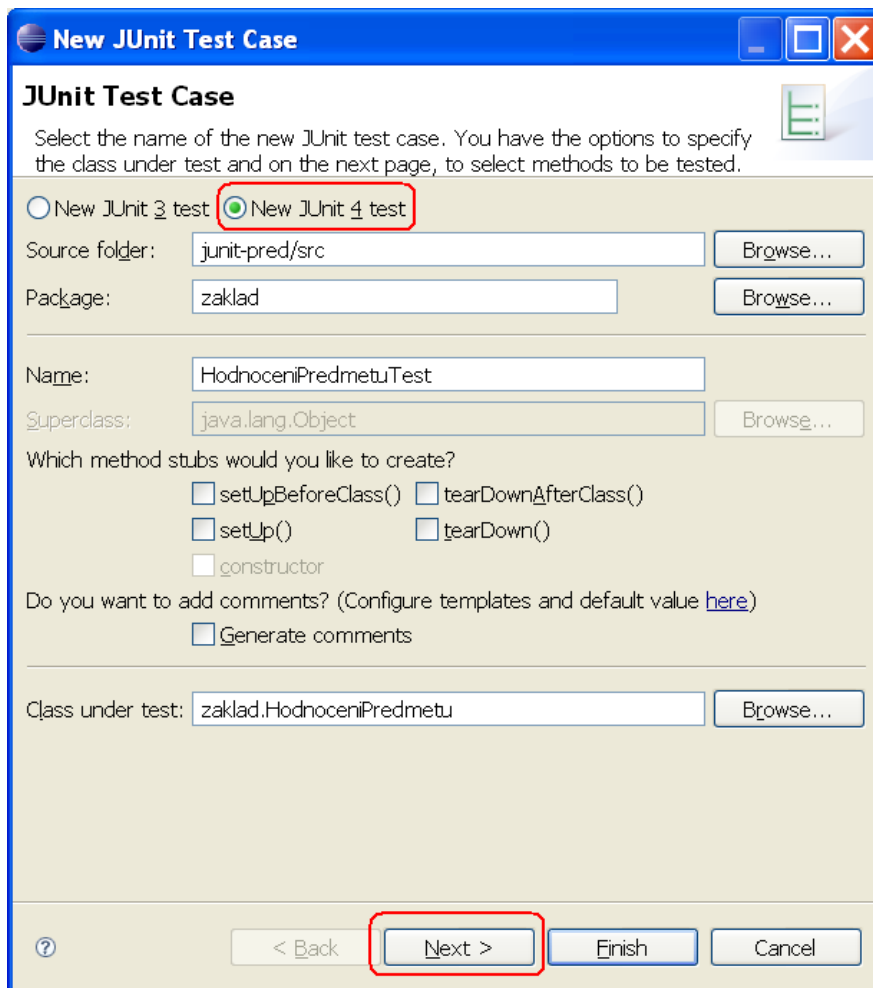 New JUnit Test Case
JUnit Test Case
Select the name of the new JUnit test case. You have the options to specify
the class under test and on the next page, to select methods to be tested.
New JUnit 3 test New JUnit 4 test
Source folder: junit-pred/src Browse...
Package: zaklad Browse...
Name: HodnoceniPredmetuTest
Superclass: java.lang.Object Browse...
Which method stubs would you like to create?
setUpBeforeClass() tearDownAfterClass()
setUp() tearDown()
constructor
Do you want to add comments? (Configure templates and default value here)
Generate comments
Class under test: zaklad.HodnoceniPredmetu Browse...
? < Back Next > Finish Cancel